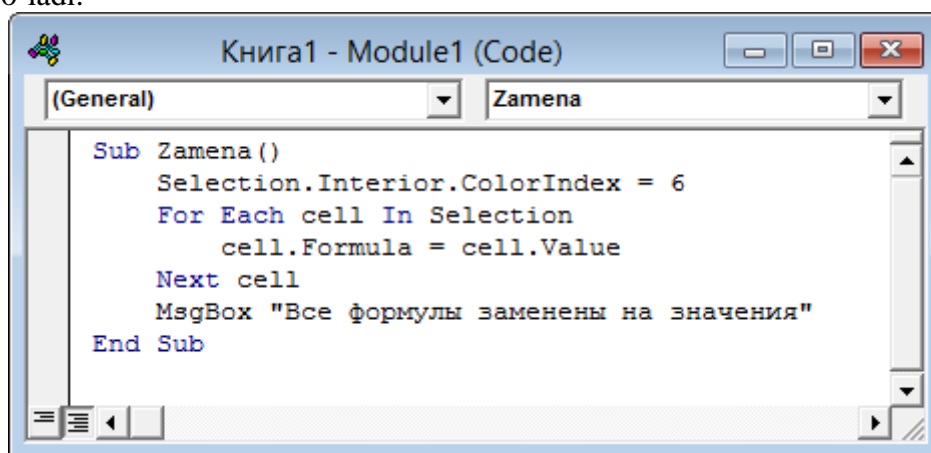 Книга1 - Module1 (Code)
(General) Zamena
Sub Zamena()
Selection.Interior.ColorIndex = 6
For Each cell In Selection
cell.Formula = cell.Value
Next cell
MsgBox "Все формулы заменены на значения"
End Sub